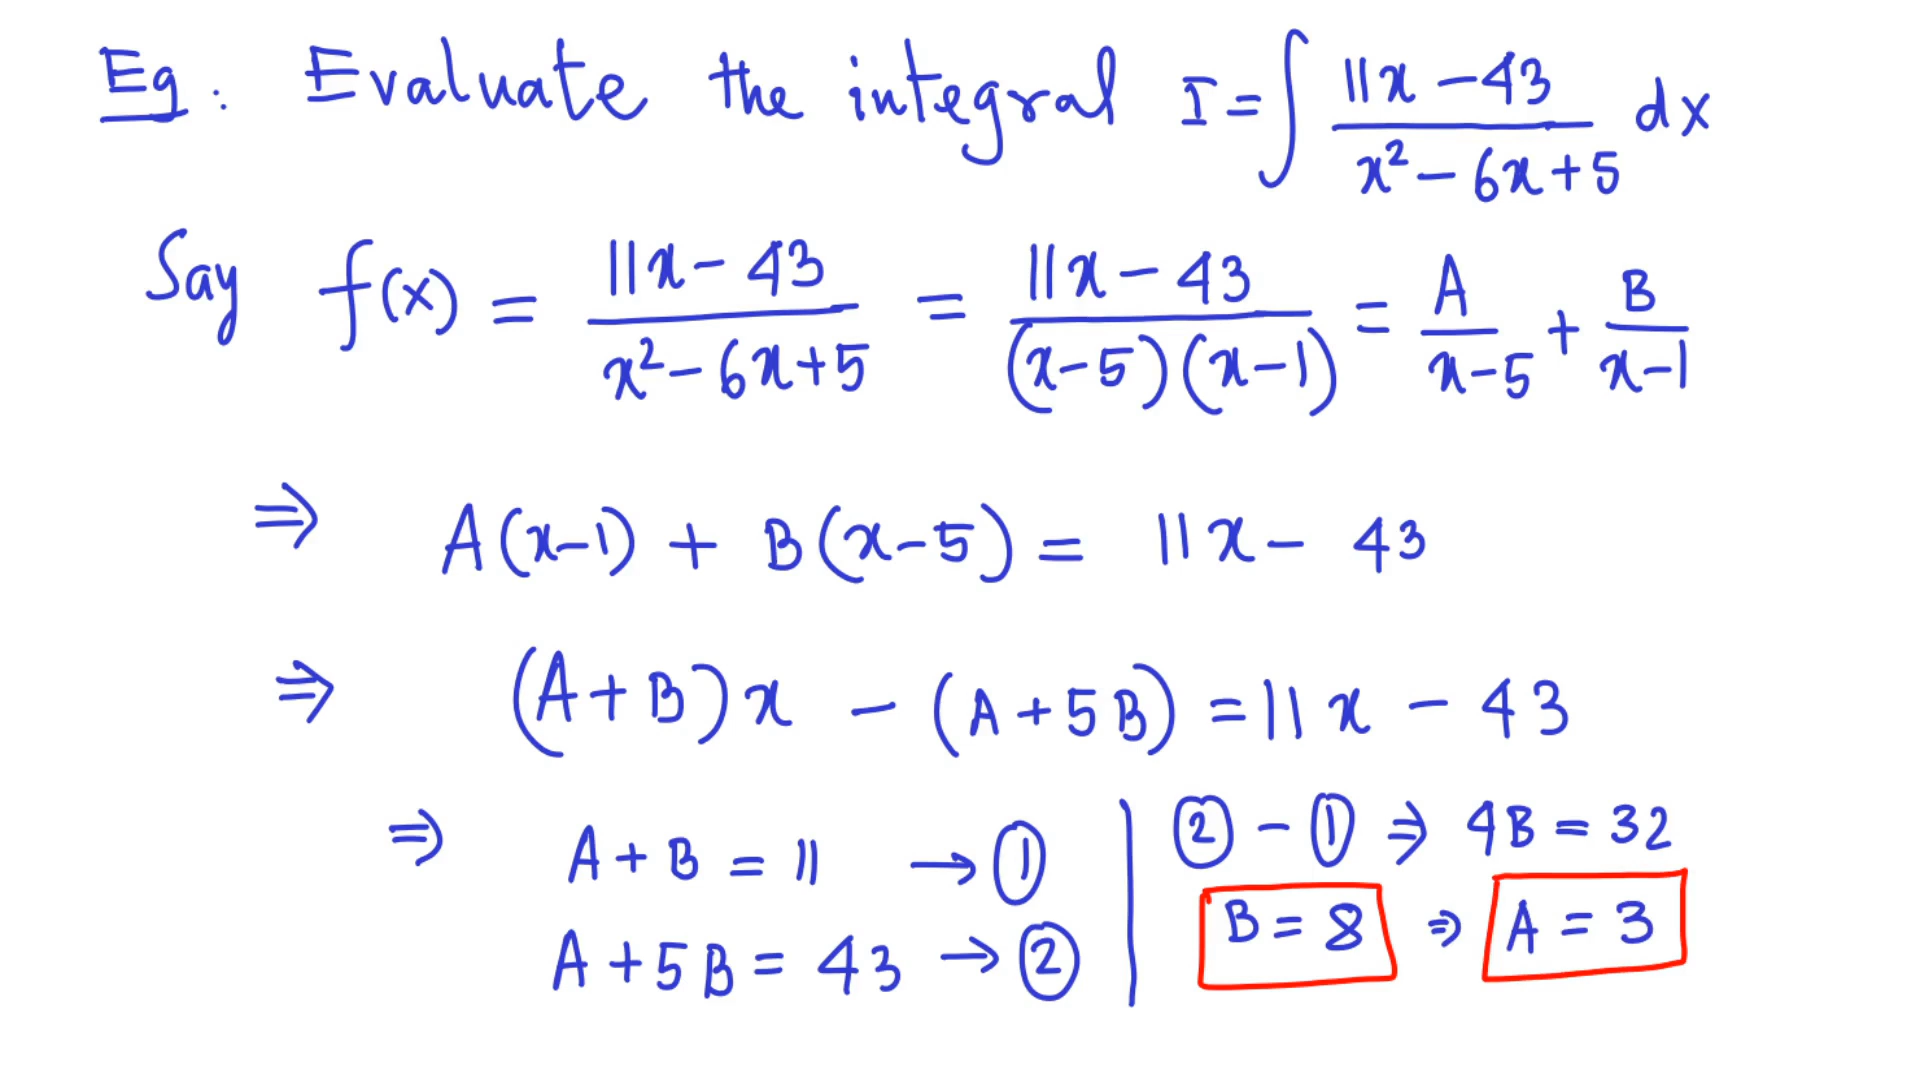 Eg: Evaluate the integral I = ∫ (11x - 43)/(x² - 6x + 5) dx
Say f(x) = (11x - 43)/(x² - 6x + 5) = (11x - 43)/((x-5)(x-1)) = A/(x-5) + B/(x-1)
⇒ A(x-1) + B(x-5) = 11x - 43
⇒ (A+B)x - (A+5B) = 11x - 43
⇒ A + B = 11 → ①
A + 5B = 43 → ②
② - ① ⇒ 4B = 32
B = 8 ⇒ A = 3